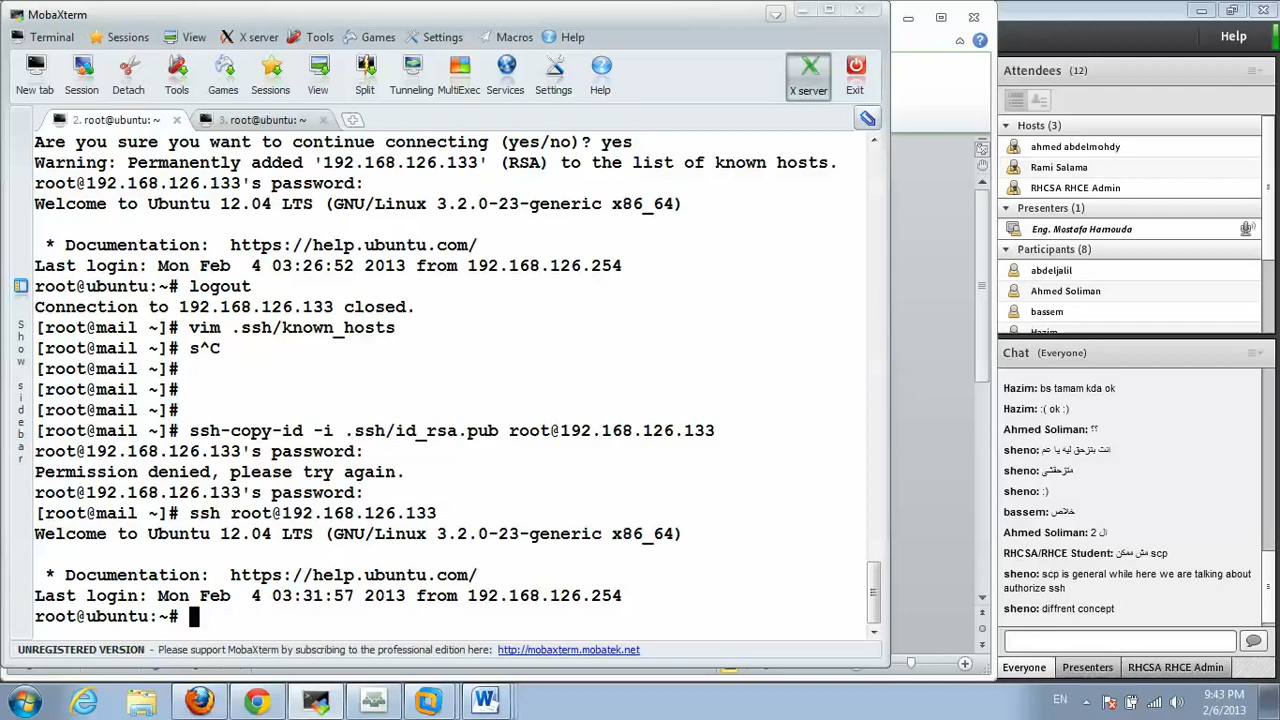 MobaXterm
Terminal Sessions View X server Tools Games Settings Macros Help
New tab Session Detach Tools Games Sessions View Split Tunneling MultiExec Services Settings Help X server Exit
2. root@ubuntu: ~ 3. root@ubuntu: ~
Are you sure you want to continue connecting (yes/no)? yes
Warning: Permanently added '192.168.126.133' (RSA) to the list of known hosts.
root@192.168.126.133's password:
Welcome to Ubuntu 12.04 LTS (GNU/Linux 3.2.0-23-generic x86_64)
* Documentation: https://help.ubuntu.com/
Last login: Mon Feb 4 03:26:52 2013 from 192.168.126.254
root@ubuntu:~# logout
Connection to 192.168.126.133 closed.
[root@mail ~]# vim .ssh/known_hosts
[root@mail ~]# s^C
[root@mail ~]#
[root@mail ~]#
[root@mail ~]#
[root@mail ~]# ssh-copy-id -i .ssh/id_rsa.pub root@192.168.126.133
root@192.168.126.133's password:
Permission denied, please try again.
root@192.168.126.133's password:
[root@mail ~]# ssh root@192.168.126.133
Welcome to Ubuntu 12.04 LTS (GNU/Linux 3.2.0-23-generic x86_64)
* Documentation: https://help.ubuntu.com/
Last login: Mon Feb 4 03:31:57 2013 from 192.168.126.254
root@ubuntu:~#
Show sidebar
UNREGISTERED VERSION - Please support MobaXterm by subscribing to the professional edition here: http://mobaxterm.mobatek.net
Help
Attendees (12)
Hosts (3)
ahmed abdelmohdy
Rami Salama
RHCSA RHCE Admin
Presenters (1)
Eng. Mostafa Hamouda
Participants (8)
abdeljalil
Ahmed Soliman
bassem
Hazim
Chat (Everyone)
Hazim: bs tamam kda ok
Hazim: :( ok :)
Ahmed Soliman: ؟؟
sheno: انت بتزحق ليه يا عم
sheno: متزحقشى
sheno: :)
bassem: خلاص
Ahmed Soliman: ال 2
RHCSA/RHCE Student: مش ممكن scp
sheno: scp is general while here we are talking about
authorize ssh
sheno: diffrent concept
Everyone Presenters RHCSA RHCE Admin
EN
9:43 PM
2/6/2013